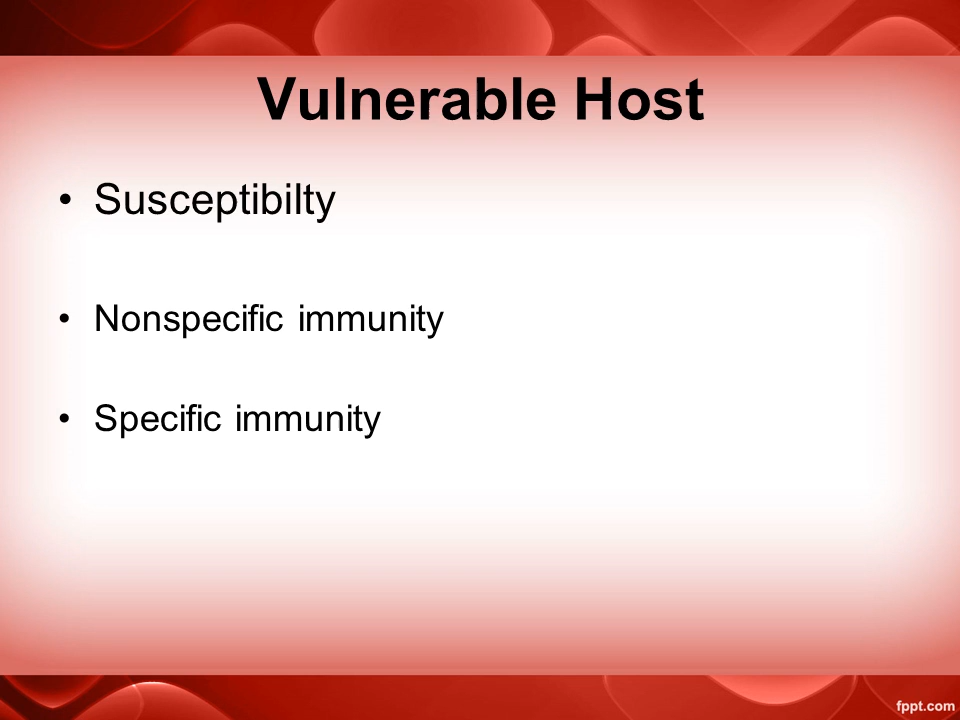 Vulnerable Host
• Susceptibilty
• Nonspecific immunity
• Specific immunity
fppt.com